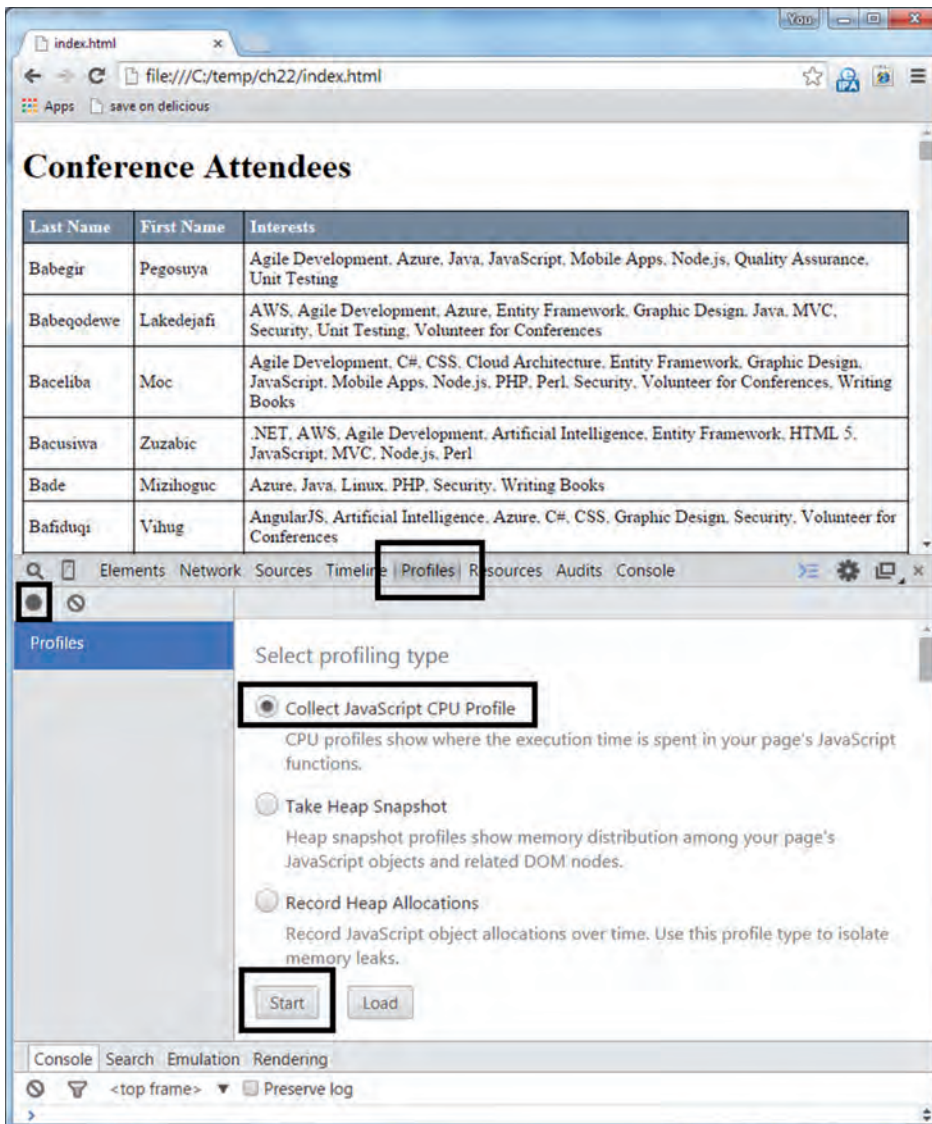 You
index.html
file:///C:/temp/ch22/index.html
IPA
Apps save on delicious
Conference Attendees
Last Name First Name Interests
Babegir Pegosuya Agile Development, Azure, Java, JavaScript, Mobile Apps, Node.js, Quality Assurance,
Unit Testing
Babeqodewe Lakedejafi AWS, Agile Development, Azure, Entity Framework, Graphic Design, Java, MVC,
Security, Unit Testing, Volunteer for Conferences
Baceliba Moc Agile Development, C#, CSS, Cloud Architecture, Entity Framework, Graphic Design,
JavaScript, Mobile Apps, Node.js, PHP, Perl, Security, Volunteer for Conferences, Writing
Books
Bacusiwa Zuzabic .NET, AWS, Agile Development, Artificial Intelligence, Entity Framework, HTML 5,
JavaScript, MVC, Node.js, Perl
Bade Mizihoguc Azure, Java, Linux, PHP, Security, Writing Books
Bafiduqi Vihug AngularJS, Artificial Intelligence, Azure, C#, CSS, Graphic Design, Security, Volunteer for
Conferences
Elements Network Sources Timeline Profiles Resources Audits Console
Profiles
Select profiling type
Collect JavaScript CPU Profile
CPU profiles show where the execution time is spent in your page's JavaScript
functions.
Take Heap Snapshot
Heap snapshot profiles show memory distribution among your page's
JavaScript objects and related DOM nodes.
Record Heap Allocations
Record JavaScript object allocations over time. Use this profile type to isolate
memory leaks.
Start Load
Console Search Emulation Rendering
<top frame> ▼ Preserve log
>